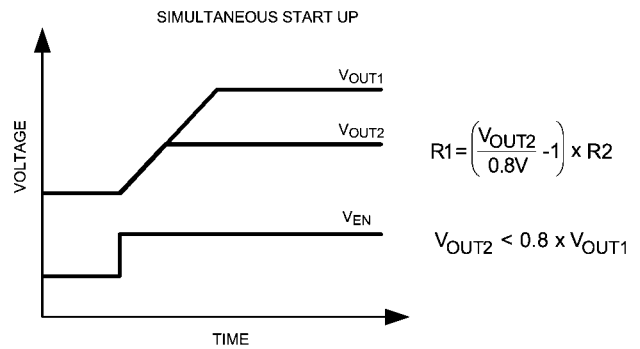 SIMULTANEOUS START UP
VOUT1
VOUT2
VOLTAGE
R1=(VOUT2/0.8V -1) x R2
VEN
VOUT2 < 0.8 x VOUT1
TIME